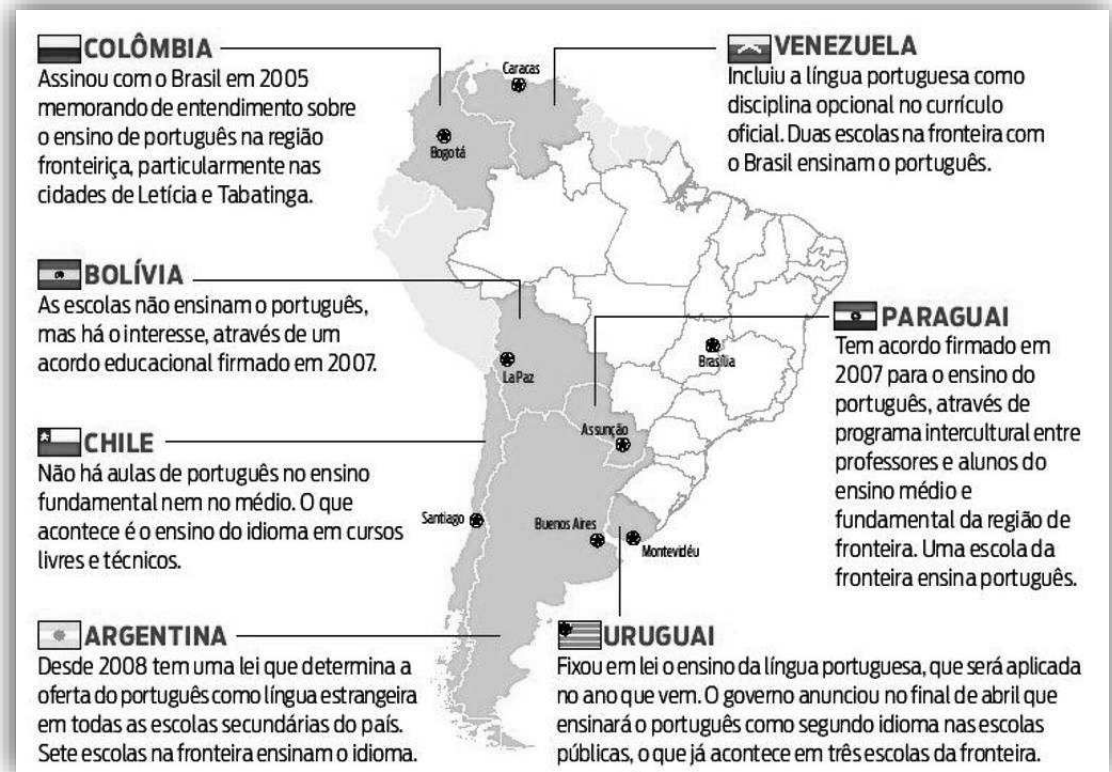 COLÔMBIA
Assinou com o Brasil em 2005
memorando de entendimento sobre
o ensino de português na região
fronteiriça, particularmente nas
cidades de Letícia e Tabatinga.
VENEZUELA
Incluiu a língua portuguesa como
disciplina opcional no currículo
oficial. Duas escolas na fronteira com
o Brasil ensinam o português.
Caracas
Bogotá
BOLÍVIA
As escolas não ensinam o português,
mas há o interesse, através de um
acordo educacional firmado em 2007.
La Paz
Brasília
PARAGUAI
Tem acordo firmado em
2007 para o ensino do
português, através de
programa intercultural entre
professores e alunos do
ensino médio e
fundamental da região de
fronteira. Uma escola da
fronteira ensina português.
Assunção
CHILE
Não há aulas de português no ensino
fundamental nem no médio. O que
acontece é o ensino do idioma em cursos
livres e técnicos.
Santiago
Buenos Aires
Montevidéu
ARGENTINA
Desde 2008 tem uma lei que determina a
oferta do português como língua estrangeira
em todas as escolas secundárias do país.
Sete escolas na fronteira ensinam o idioma.
URUGUAI
Fixou em lei o ensino da língua portuguesa, que será aplicada
no ano que vem. O governo anunciou no final de abril que
ensinará o português como segundo idioma nas escolas
públicas, o que já acontece em três escolas da fronteira.